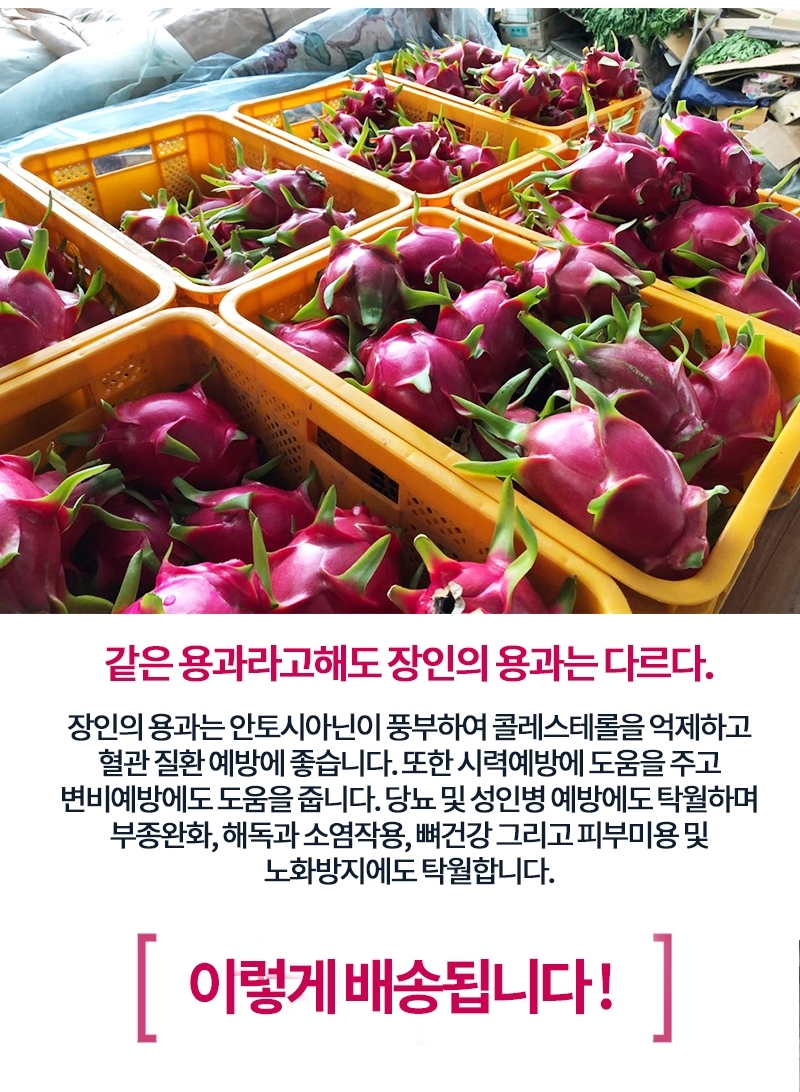 같은 용과라고해도 장인의 용과는 다르다.
장인의 용과는 안토시아닌이 풍부하여 콜레스테롤을 억제하고
혈관 질환 예방에 좋습니다. 또한 시력예방에 도움을 주고
변비예방에도 도움을 줍니다. 당뇨 및 성인병 예방에도 탁월하며
부종완화, 해독과 소염작용, 뼈건강 그리고 피부미용 및
노화방지에도 탁월합니다.
[ 이렇게 배송됩니다! ]